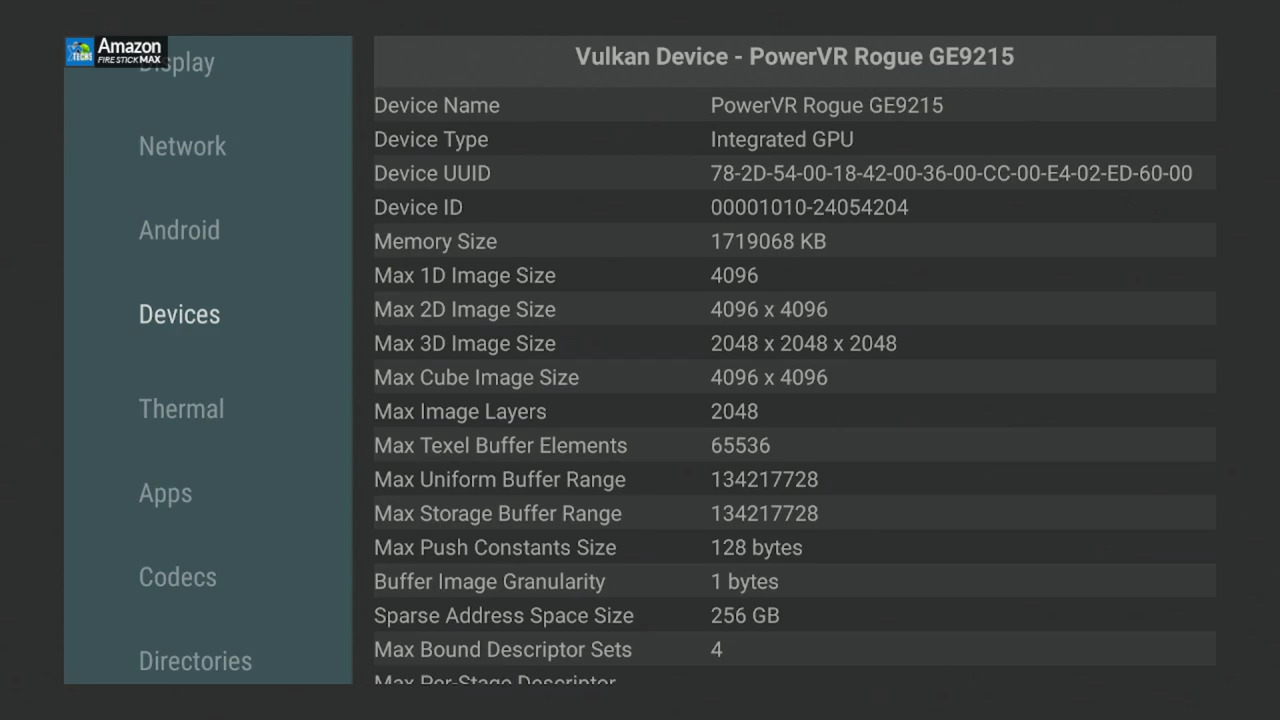 TECHS
Amazon
FIRE STICK MAX
Display
Network
Android
Devices
Thermal
Apps
Codecs
Directories
Vulkan Device - PowerVR Rogue GE9215
Device Name PowerVR Rogue GE9215
Device Type Integrated GPU
Device UUID 78-2D-54-00-18-42-00-36-00-CC-00-E4-02-ED-60-00
Device ID 00001010-24054204
Memory Size 1719068 KB
Max 1D Image Size 4096
Max 2D Image Size 4096 x 4096
Max 3D Image Size 2048 x 2048 x 2048
Max Cube Image Size 4096 x 4096
Max Image Layers 2048
Max Texel Buffer Elements 65536
Max Uniform Buffer Range 134217728
Max Storage Buffer Range 134217728
Max Push Constants Size 128 bytes
Buffer Image Granularity 1 bytes
Sparse Address Space Size 256 GB
Max Bound Descriptor Sets 4
Max Per-Stage Descriptor